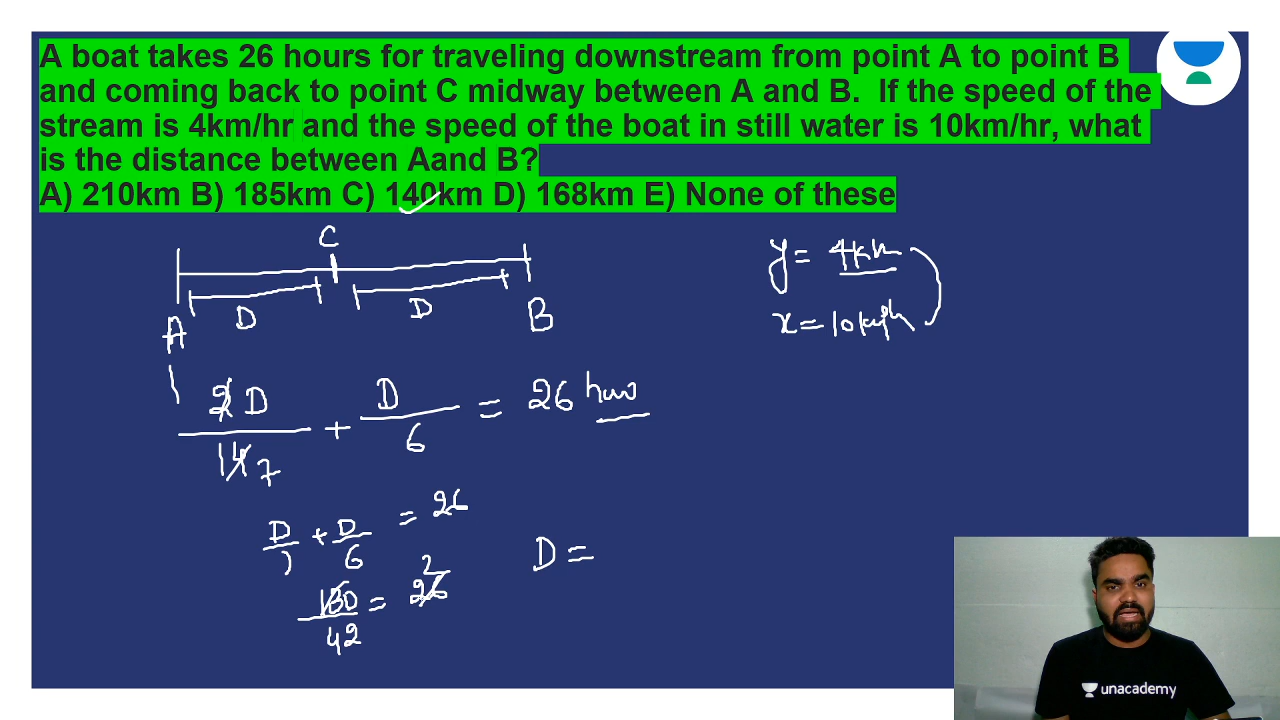 A boat takes 26 hours for traveling downstream from point A to point B
and coming back to point C midway between A and B. If the speed of the
stream is 4km/hr and the speed of the boat in still water is 10km/hr, what
is the distance between Aand B?
A) 210km B) 185km C) 140km D) 168km E) None of these
C
D D
A B
y = 4km
x = 10kmph
2D/14 7 + D/6 = 26
D/7 + D/6 = 26
13D/42 = 26 2
D =
unacademy